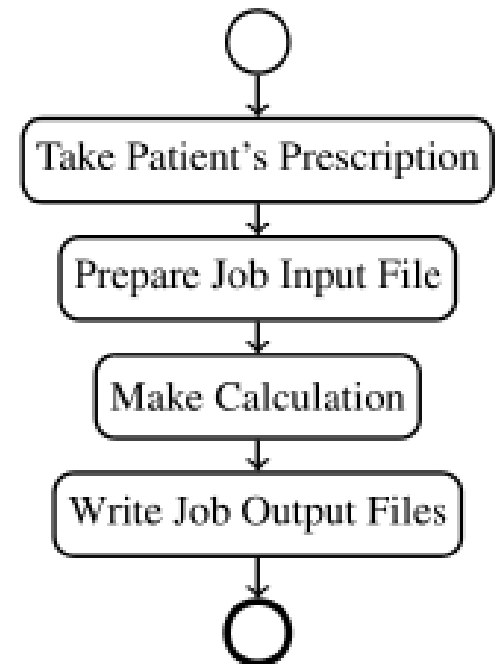 Take Patient's Prescription
Prepare Job Input File
Make Calculation
Write Job Output Files